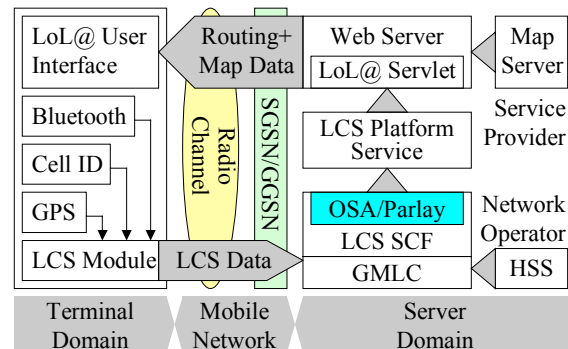 LoL@ User
Interface
Routing+
Map Data
Web Server
LoL@ Servlet
Map
Server
Bluetooth
Cell ID
GPS
LCS Module
Radio
Channel
SGSN/GGSN
LCS Platform
Service
Service
Provider
OSA/Parlay
LCS SCF
GMLC
Network
Operator
HSS
LCS Data
Terminal
Domain
Mobile
Network
Server
Domain